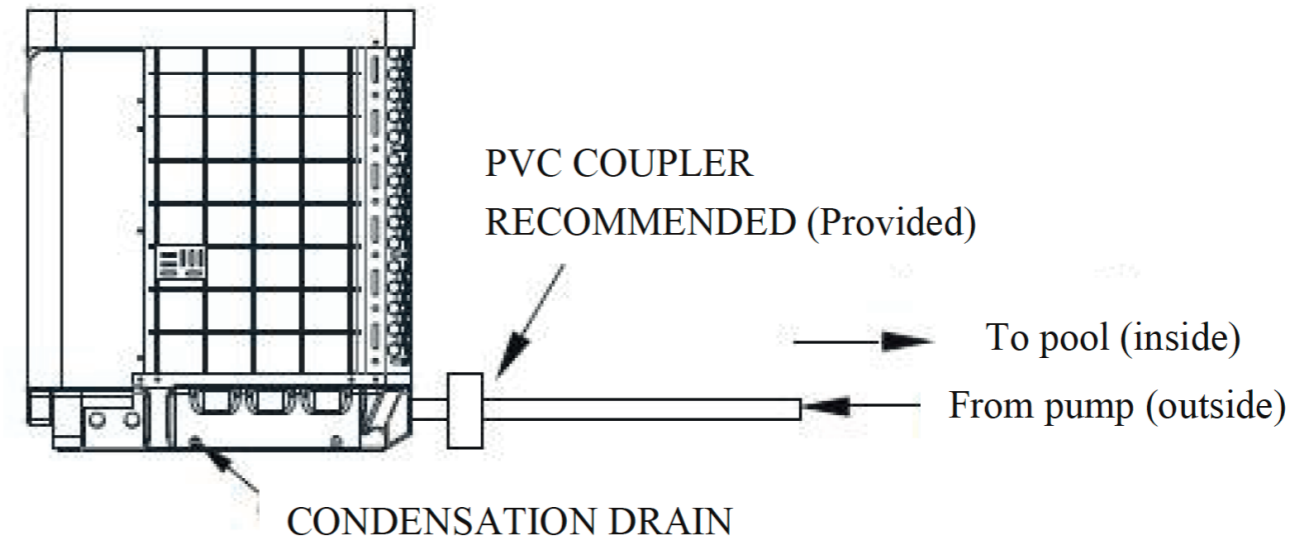 PVC COUPLER
RECOMMENDED (Provided)
To pool (inside)
From pump (outside)
CONDENSATION DRAIN